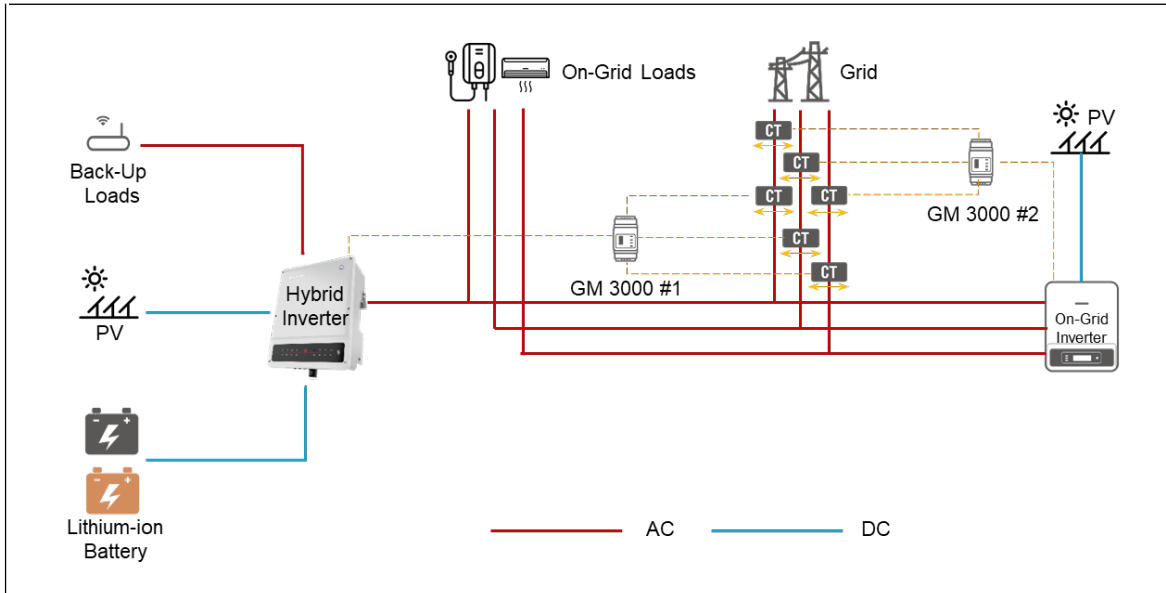 On-Grid Loads
Grid
PV
CT
Back-Up
Loads
CT
CT
CT
GM 3000 #2
CT
GM 3000 #1
CT
Hybrid
Inverter
PV
On-Grid
Inverter
Lithium-ion
Battery
AC
DC